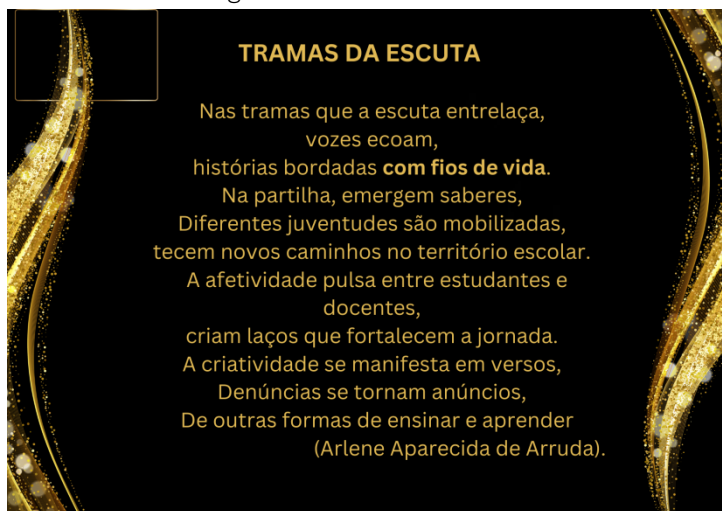 TRAMAS DA ESCUTA
Nas tramas que a escuta entrelaça,
vozes ecoam,
histórias bordadas com fios de vida.
Na partilha, emergem saberes,
Diferentes juventudes são mobilizadas,
tecem novos caminhos no território escolar.
A afetividade pulsa entre estudantes e
docentes,
criam laços que fortalecem a jornada.
A criatividade se manifesta em versos,
Denúncias se tornam anúncios,
De outras formas de ensinar e aprender
(Arlene Aparecida de Arruda).